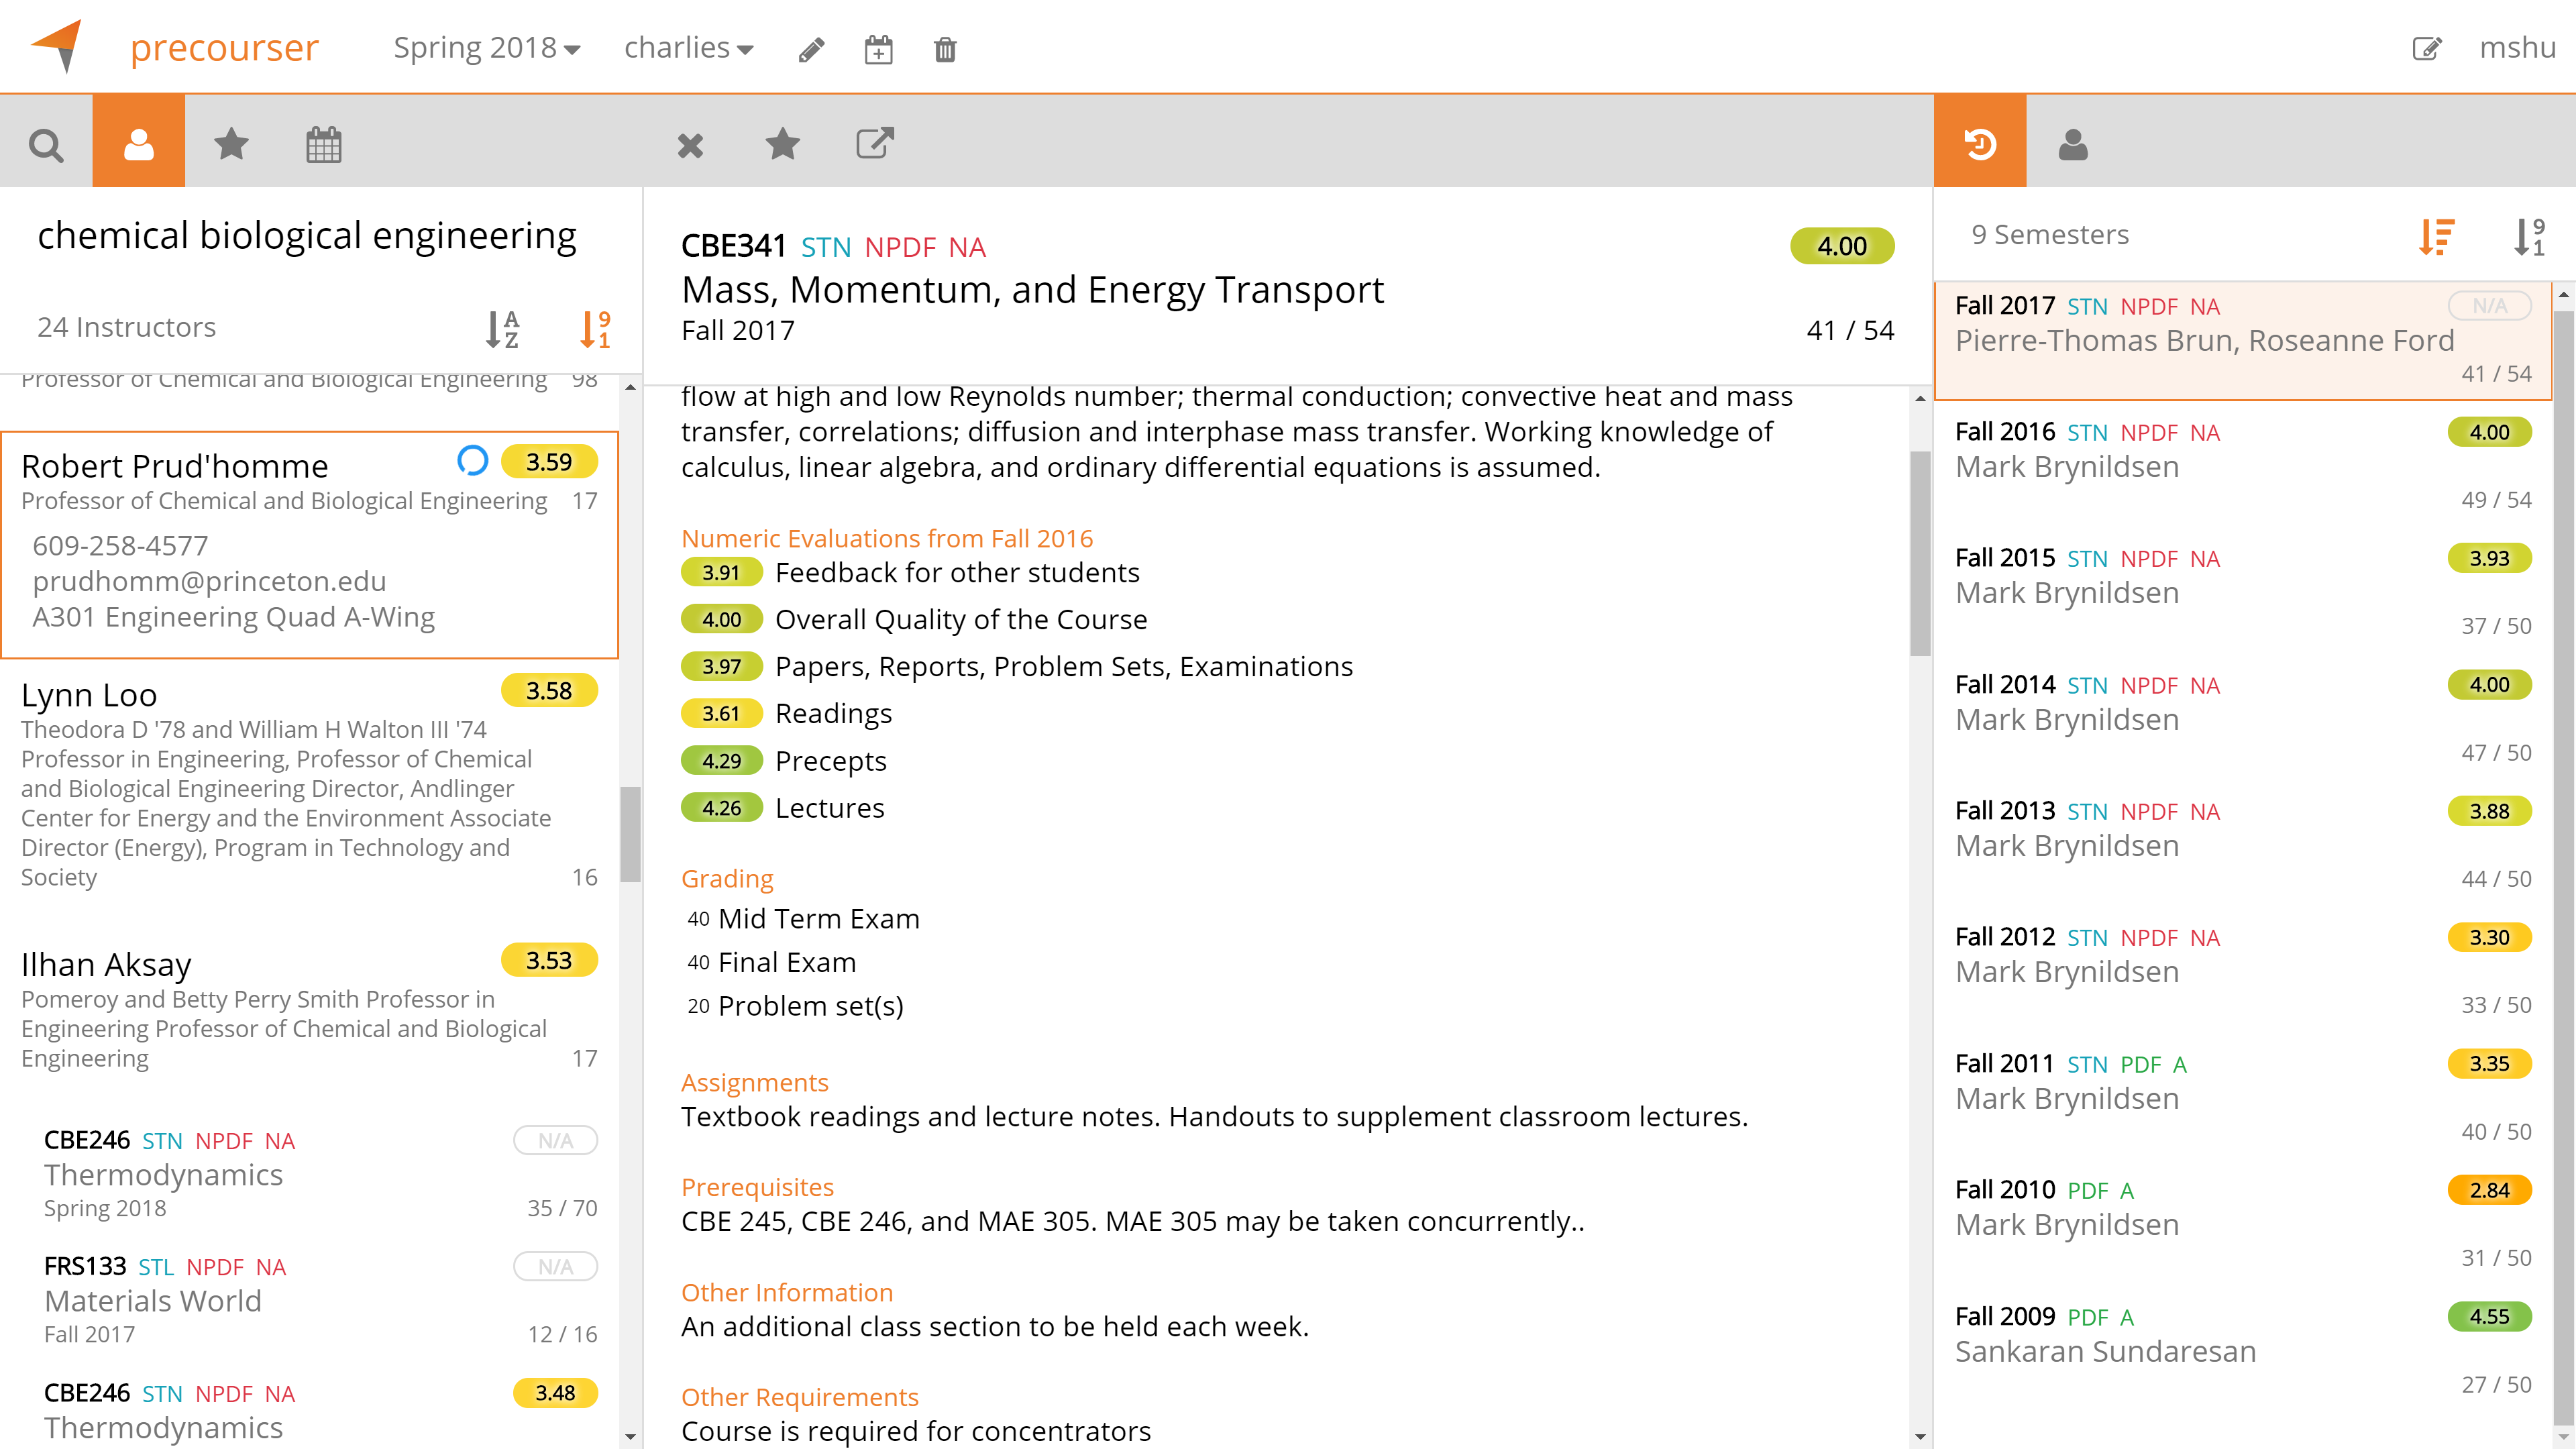 precourser
Spring 2018
charlies
mshu
chemical biological engineering
24 Instructors
A
Z
9
1
Professor of Chemical and Biological Engineering 98
Robert Prud'homme 3.59
Professor of Chemical and Biological Engineering 17
609-258-4577
prudhomm@princeton.edu
A301 Engineering Quad A-Wing
Lynn Loo 3.58
Theodora D '78 and William H Walton III '74
Professor in Engineering, Professor of Chemical
and Biological Engineering Director, Andlinger
Center for Energy and the Environment Associate
Director (Energy), Program in Technology and
Society 16
Ilhan Aksay 3.53
Pomeroy and Betty Perry Smith Professor in
Engineering Professor of Chemical and Biological
Engineering 17
CBE246 STN NPDF NA N/A
Thermodynamics
Spring 2018 35 / 70
FRS133 STL NPDF NA N/A
Materials World
Fall 2017 12 / 16
CBE246 STN NPDF NA 3.48
Thermodynamics
CBE341 STN NPDF NA 4.00
Mass, Momentum, and Energy Transport
Fall 2017 41 / 54
flow at high and low Reynolds number; thermal conduction; convective heat and mass
transfer, correlations; diffusion and interphase mass transfer. Working knowledge of
calculus, linear algebra, and ordinary differential equations is assumed.
Numeric Evaluations from Fall 2016
3.91 Feedback for other students
4.00 Overall Quality of the Course
3.97 Papers, Reports, Problem Sets, Examinations
3.61 Readings
4.29 Precepts
4.26 Lectures
Grading
40 Mid Term Exam
40 Final Exam
20 Problem set(s)
Assignments
Textbook readings and lecture notes. Handouts to supplement classroom lectures.
Prerequisites
CBE 245, CBE 246, and MAE 305. MAE 305 may be taken concurrently..
Other Information
An additional class section to be held each week.
Other Requirements
Course is required for concentrators
9 Semesters
9
1
Fall 2017 STN NPDF NA N/A
Pierre-Thomas Brun, Roseanne Ford
41 / 54
Fall 2016 STN NPDF NA 4.00
Mark Brynildsen
49 / 54
Fall 2015 STN NPDF NA 3.93
Mark Brynildsen
37 / 50
Fall 2014 STN NPDF NA 4.00
Mark Brynildsen
47 / 50
Fall 2013 STN NPDF NA 3.88
Mark Brynildsen
44 / 50
Fall 2012 STN NPDF NA 3.30
Mark Brynildsen
33 / 50
Fall 2011 STN PDF A 3.35
Mark Brynildsen
40 / 50
Fall 2010 PDF A 2.84
Mark Brynildsen
31 / 50
Fall 2009 PDF A 4.55
Sankaran Sundaresan
27 / 50